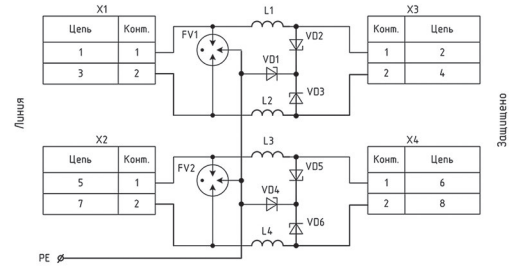 X1
Цепь Конт.
1 1
3 2
FV1
L1
VD2
VD1
VD3
L2
X3
Конт. Цепь
1 2
2 4
Линия
Защищено
X2
Цепь Конт.
5 1
7 2
FV2
L3
VD5
VD4
VD6
L4
X4
Конт. Цепь
1 6
2 8
PE